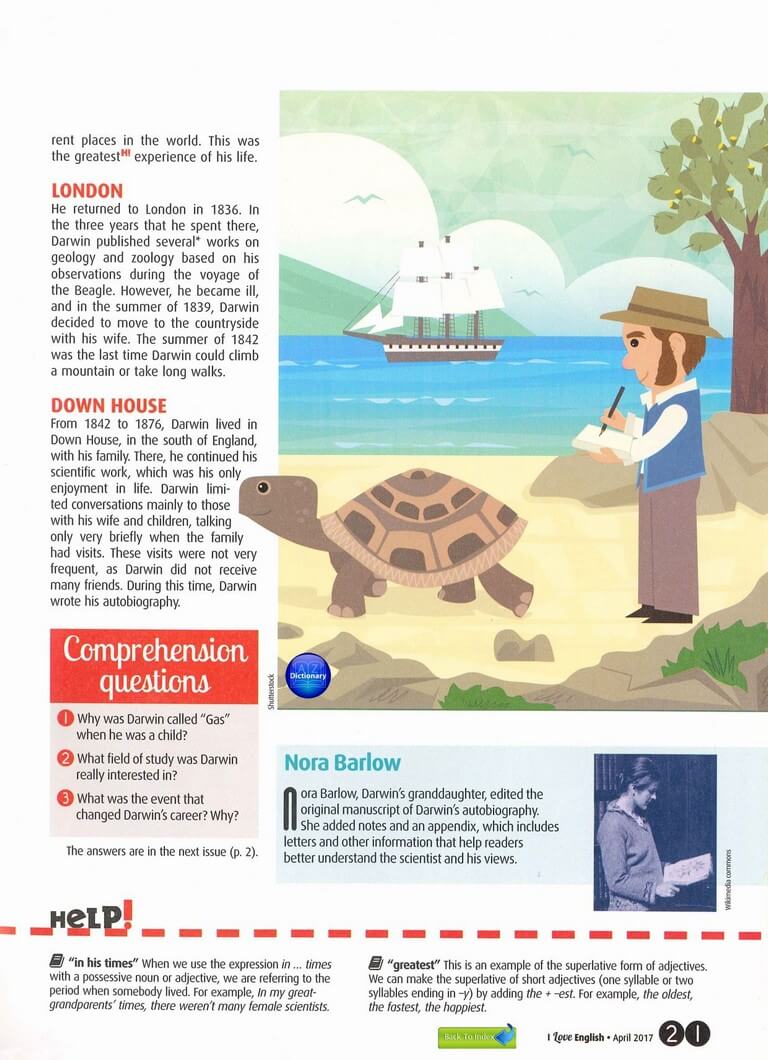 rent places in the world. This was
the greatestH! experience of his life.
LONDON
He returned to London in 1836. In
the three years that he spent there,
Darwin published several* works on
geology and zoology based on his
observations during the voyage of
the Beagle. However, he became ill,
and in the summer of 1839, Darwin
decided to move to the countryside
with his wife. The summer of 1842
was the last time Darwin could climb
a mountain or take long walks.
DOWN HOUSE
From 1842 to 1876, Darwin lived in
Down House, in the south of England,
with his family. There, he continued his
scientific work, which was his only
enjoyment in life. Darwin limi-
ted conversations mainly to those
with his wife and children, talking
only very briefly when the family
had visits. These visits were not very
frequent, as Darwin did not receive
many friends. During this time, Darwin
wrote his autobiography.
Comprehension
questions
1 Why was Darwin called "Gas"
when he was a child?
2 What field of study was Darwin
really interested in?
3 What was the event that
changed Darwin's career? Why?
The answers are in the next issue (p. 2).
Shutterstock
A Z
Dictionary
Nora Barlow
Nora Barlow, Darwin's granddaughter, edited the
original manuscript of Darwin's autobiography.
She added notes and an appendix, which includes
letters and other information that help readers
better understand the scientist and his views.
Wikimedia commons
HELP!
"in his times" When we use the expression in ... times
with a possessive noun or adjective, we are referring to the
period when somebody lived. For example, In my great-
grandparents' times, there weren't many female scientists.
"greatest" This is an example of the superlative form of adjectives.
We can make the superlative of short adjectives (one syllable or two
syllables ending in -y) by adding the + -est. For example, the oldest,
the fastest, the happiest.
Back To Index
I Love English • April 2017 21